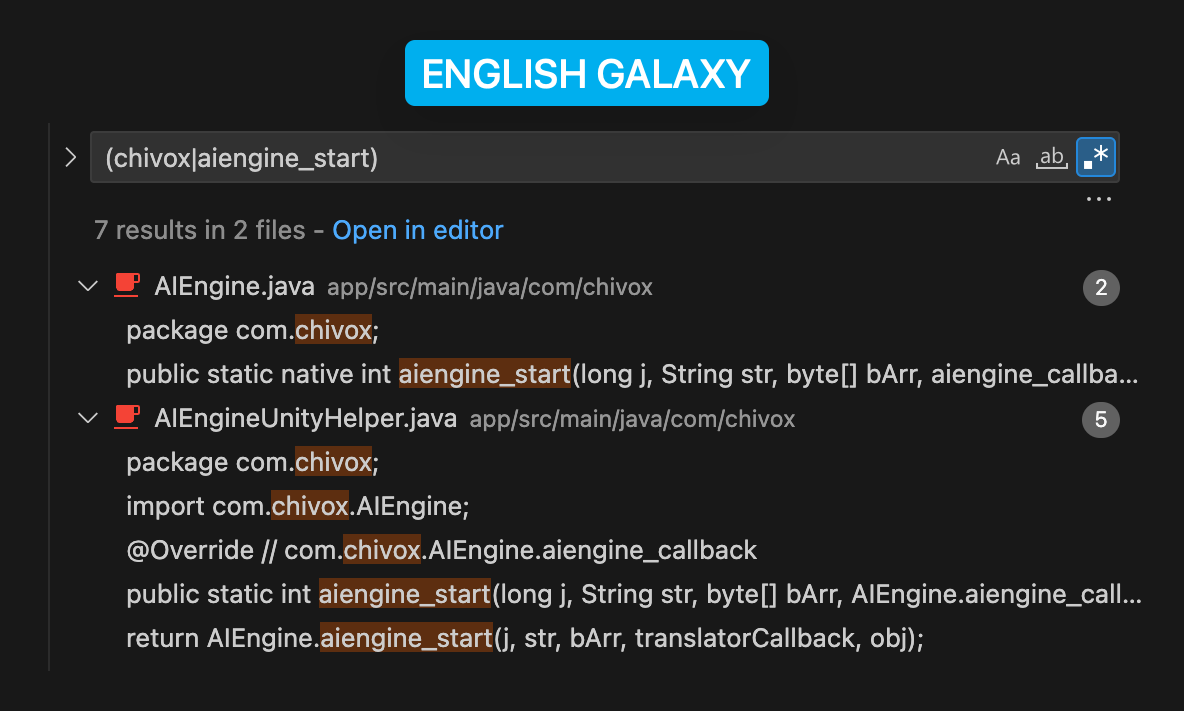 ENGLISH GALAXY
(chivox|aiengine_start)
Aa ab .*
...
7 results in 2 files - Open in editor
AIEngine.java app/src/main/java/com/chivox 2
package com.chivox;
public static native int aiengine_start(long j, String str, byte[] bArr, aiengine_callba...
AIEngineUnityHelper.java app/src/main/java/com/chivox 5
package com.chivox;
import com.chivox.AIEngine;
@Override // com.chivox.AIEngine.aiengine_callback
public static int aiengine_start(long j, String str, byte[] bArr, AIEngine.aiengine_call...
return AIEngine.aiengine_start(j, str, bArr, translatorCallback, obj);